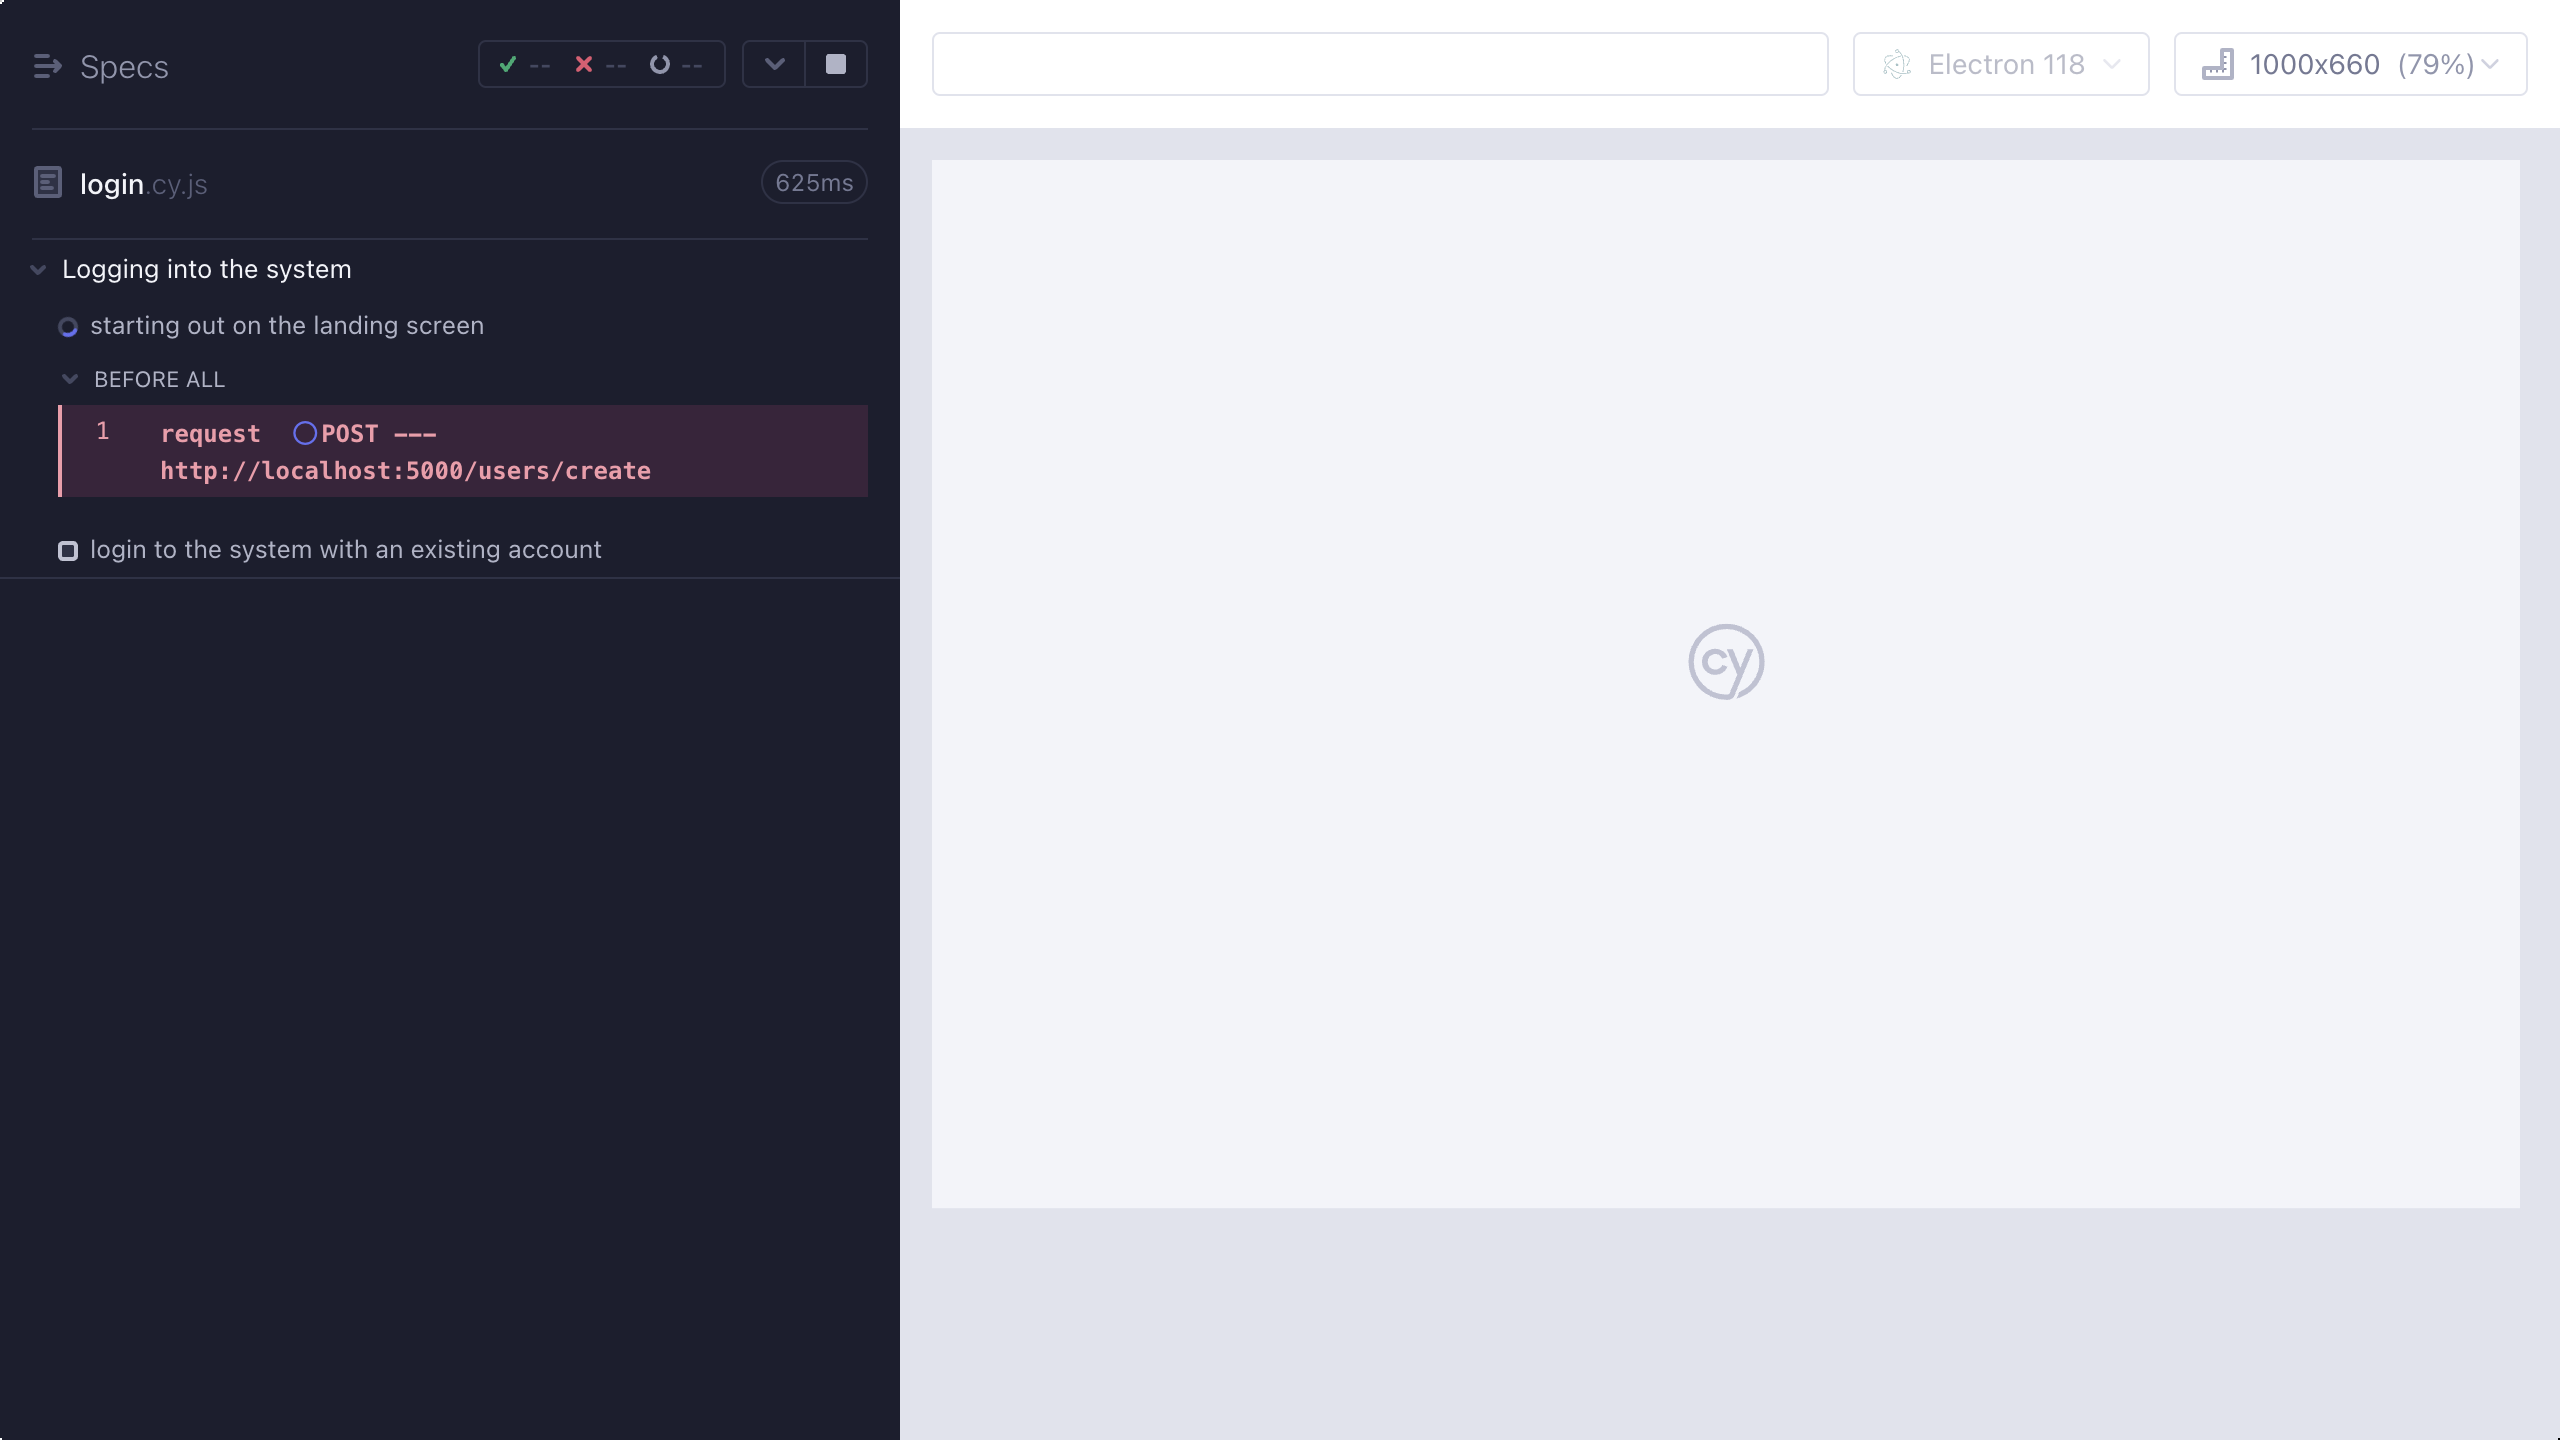 Specs
-- -- --
login.cy.js
625ms
Logging into the system
starting out on the landing screen
BEFORE ALL
1 request POST ---
http://localhost:5000/users/create
login to the system with an existing account
Electron 118
1000x660 (79%)
cy